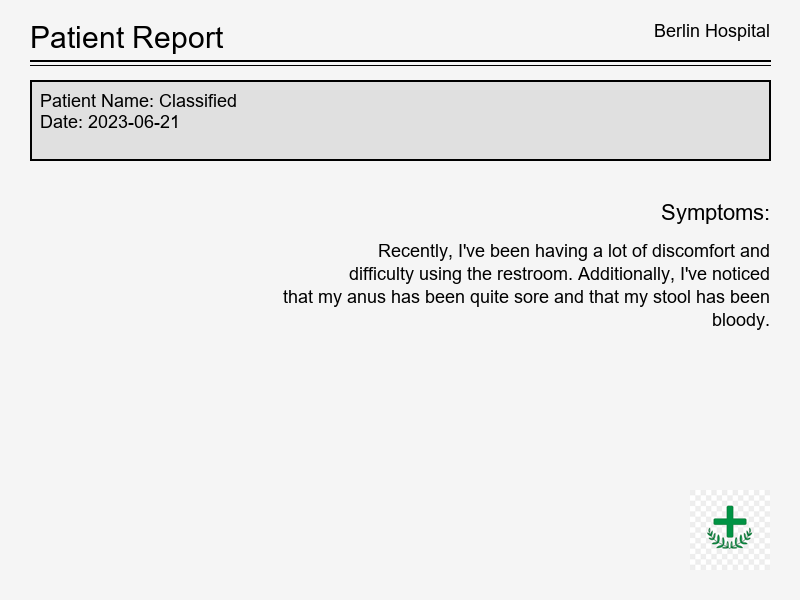 Patient Report
Berlin Hospital
Patient Name: Classified
Date: 2023-06-21
Symptoms:
Recently, I've been having a lot of discomfort and
difficulty using the restroom. Additionally, I've noticed
that my anus has been quite sore and that my stool has been
bloody.